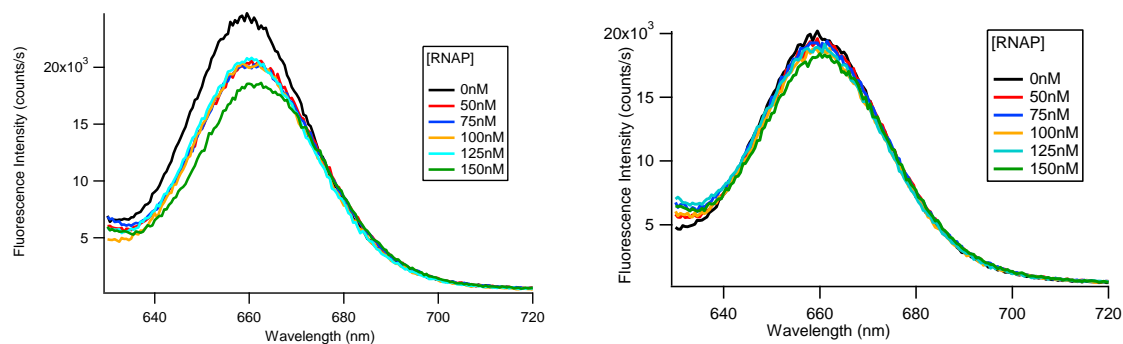 Fluorescence Intensity (counts/s)
20x10³
15
10
5
640
660
680
700
720
Wavelength (nm)
[RNAP]
0nM
50nM
75nM
100nM
125nM
150nM
Fluorescence Intensity (counts/s)
20x10³
15
10
5
640
660
680
700
720
Wavelength (nm)
[RNAP]
0nM
50nM
75nM
100nM
125nM
150nM